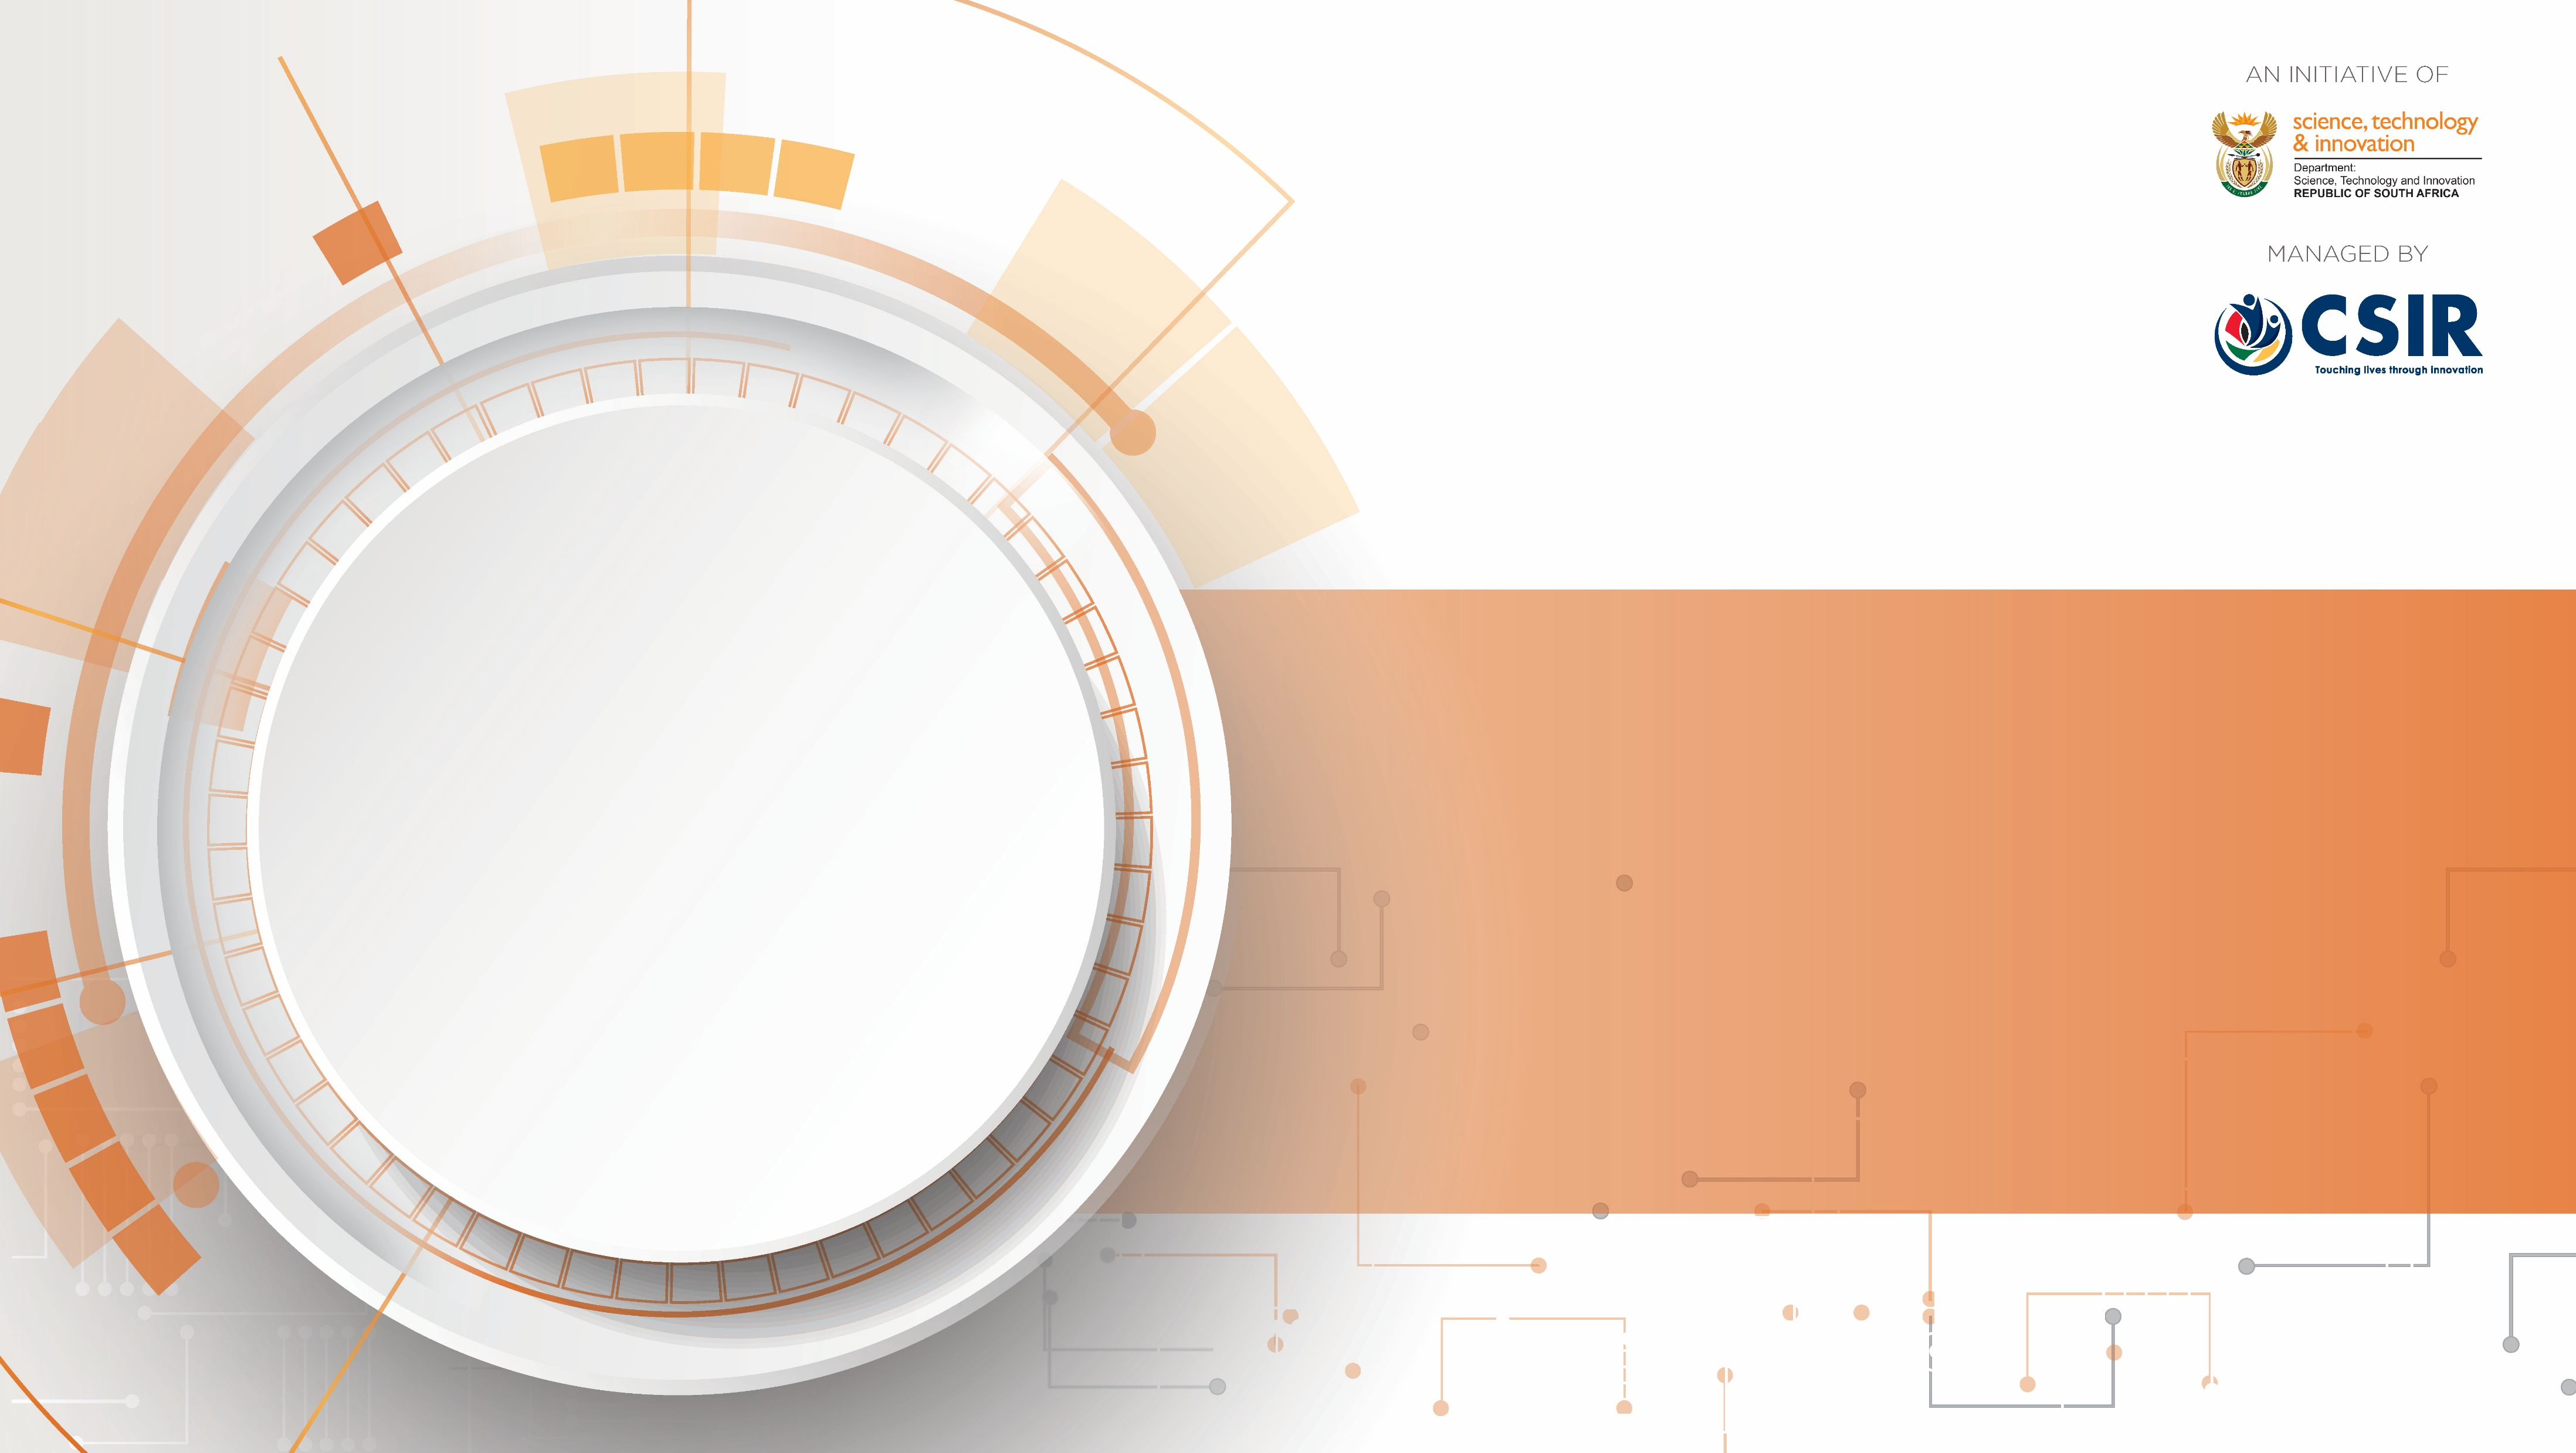 AN INITIATIVE OF
science, technology
& innovation
Department:
Science, Technology and Innovation
REPUBLIC OF SOUTH AFRICA
MANAGED BY
CSIR
Touching lives through innovation